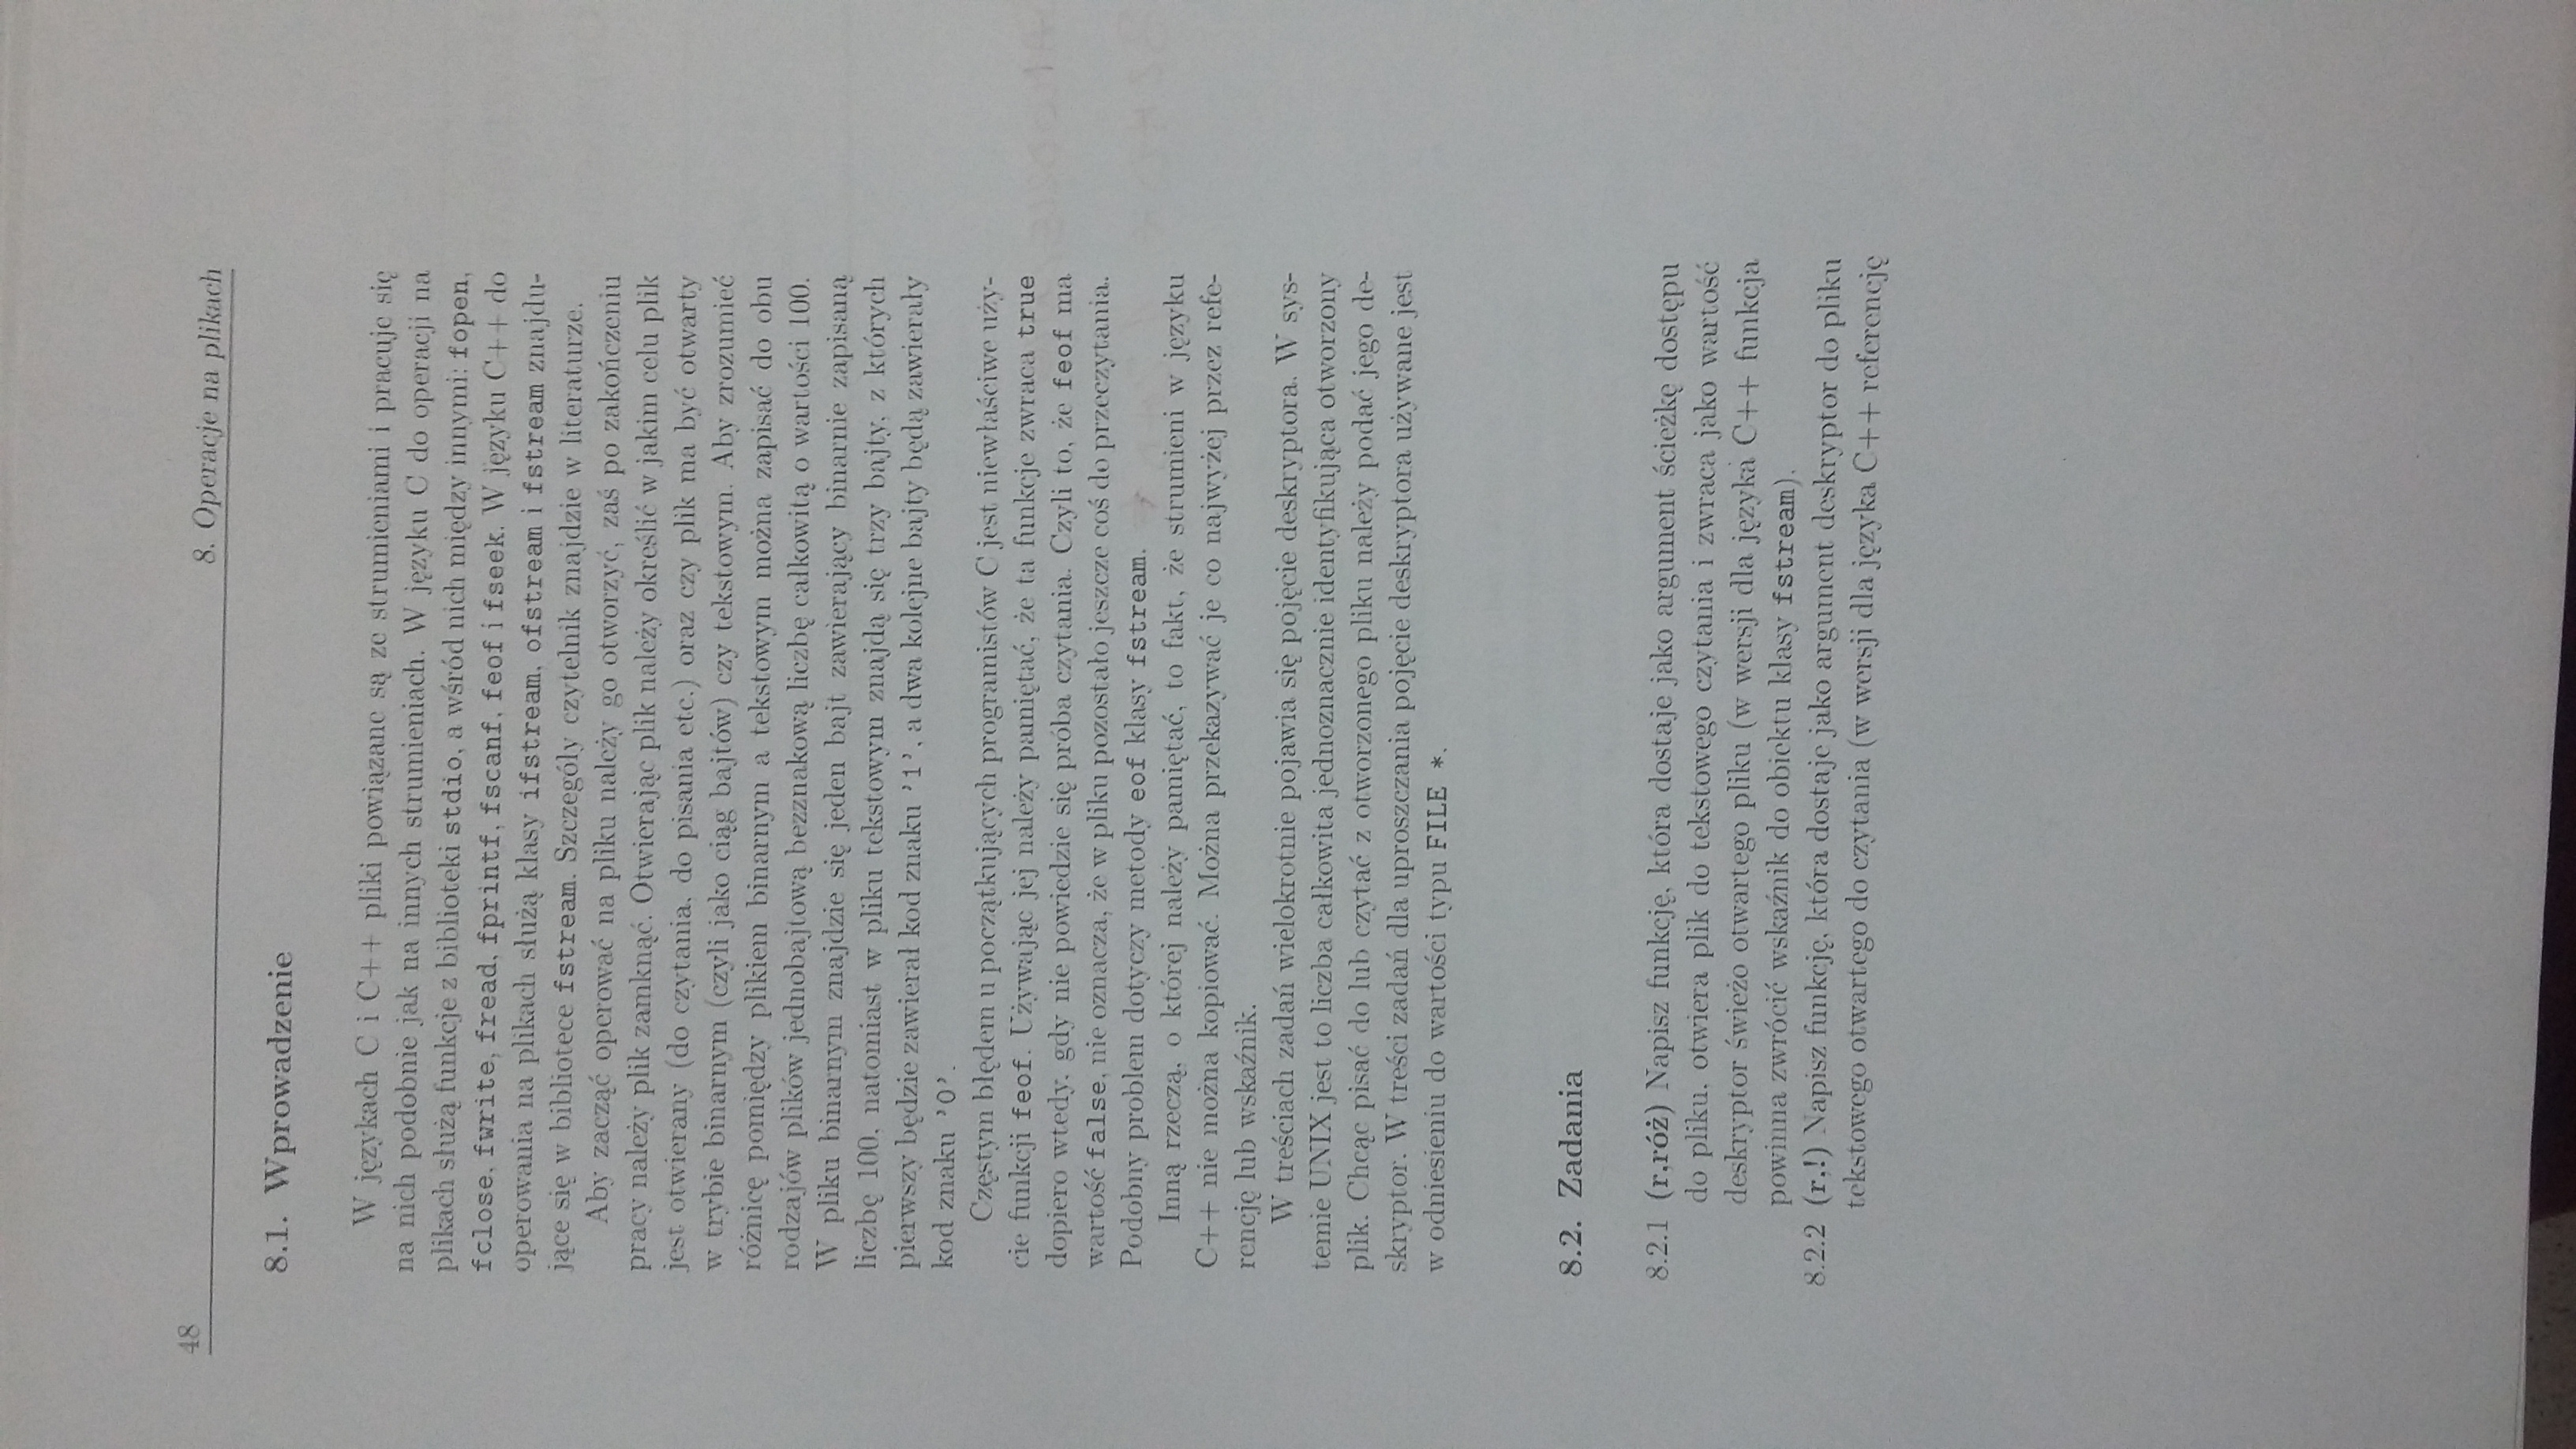 48
8. Operacje na plikach
8.1. Wprowadzenie
W językach C i C++ pliki powiązane są ze strumieniami i pracuje się
na nich podobnie jak na innych strumieniach. W języku C do operacji na
plikach służą funkcje z biblioteki stdio, a wśród nich między innymi: fopen,
fclose, fwrite, fread, fprintf, fscanf, feof i fseek. W języku C++ do
operowania na plikach służą klasy ifstream, ofstream i fstream znajdu-
jące się w bibliotece fstream. Szczegóły czytelnik znajdzie w literaturze.
Aby zacząć operować na pliku należy go otworzyć, zaś po zakończeniu
pracy należy plik zamknąć. Otwierając plik należy określić w jakim celu plik
jest otwierany (do czytania, do pisania etc.) oraz czy plik ma być otwarty
w trybie binarnym (czyli jako ciąg bajtów) czy tekstowym. Aby zrozumieć
różnicę pomiędzy plikiem binarnym a tekstowym można zapisać do obu
rodzajów plików jednobajtową bezznakową liczbę całkowitą o wartości 100.
W pliku binarnym znajdzie się jeden bajt zawierający binarnie zapisaną
liczbę 100, natomiast w pliku tekstowym znajdą się trzy bajty, z których
pierwszy będzie zawierał kod znaku '1', a dwa kolejne bajty będą zawierały
kod znaku '0'.
Częstym błędem u początkujących programistów C jest niewłaściwe uży-
cie funkcji feof. Używając jej należy pamiętać, że ta funkcje zwraca true
dopiero wtedy, gdy nie powiedzie się próba czytania. Czyli to, że feof ma
wartość false, nie oznacza, że w pliku pozostało jeszcze coś do przeczytania.
Podobny problem dotyczy metody eof klasy fstream.
Inną rzeczą, o której należy pamiętać, to fakt, że strumieni w języku
C++ nie można kopiować. Można przekazywać je co najwyżej przez refe-
rencję lub wskaźnik.
W treściach zadań wielokrotnie pojawia się pojęcie deskryptora. W sys-
temie UNIX jest to liczba całkowita jednoznacznie identyfikująca otworzony
plik. Chcąc pisać do lub czytać z otworzonego pliku należy podać jego de-
skryptor. W treści zadań dla uproszczania pojęcie deskryptora używane jest
w odniesieniu do wartości typu FILE *.
8.2. Zadania
8.2.1 (r,róż) Napisz funkcję, która dostaje jako argument ścieżkę dostępu
do pliku, otwiera plik do tekstowego czytania i zwraca jako wartość
deskryptor świeżo otwartego pliku (w wersji dla języka C++ funkcja
powinna zwrócić wskaźnik do obiektu klasy fstream).
8.2.2 (r,!) Napisz funkcję, która dostaje jako argument deskryptor do pliku
tekstowego otwartego do czytania (w wersji dla języka C++ referencję